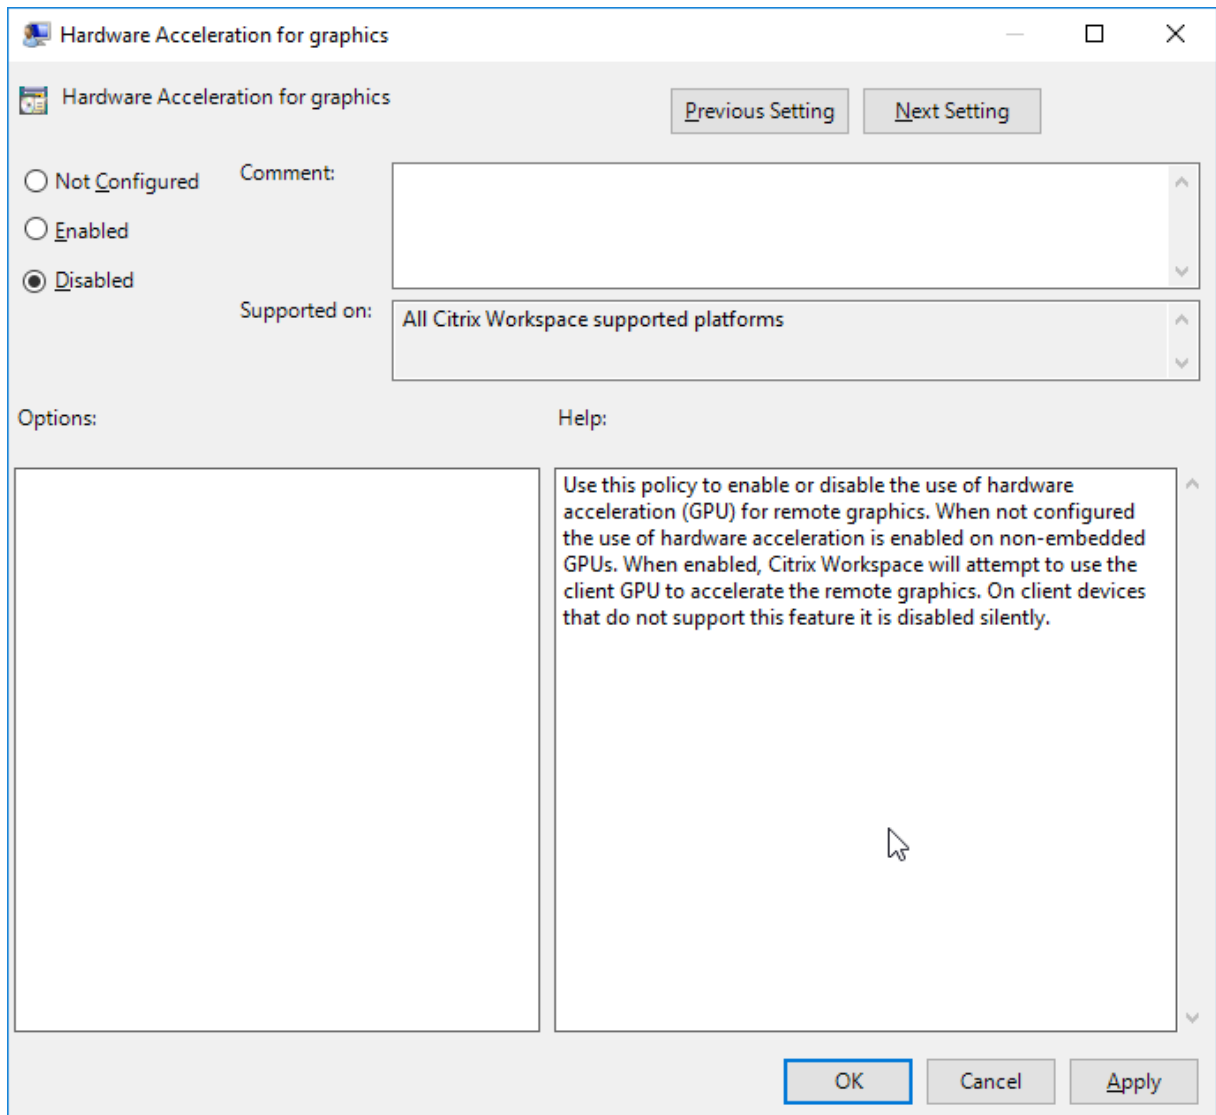 Hardware Acceleration for graphics
Hardware Acceleration for graphics
Previous Setting
Next Setting
Not Configured
Enabled
Disabled
Comment:
Supported on:
All Citrix Workspace supported platforms
Options:
Help:
Use this policy to enable or disable the use of hardware
acceleration (GPU) for remote graphics. When not configured
the use of hardware acceleration is enabled on non-embedded
GPUs. When enabled, Citrix Workspace will attempt to use the
client GPU to accelerate the remote graphics. On client devices
that do not support this feature it is disabled silently.
OK
Cancel
Apply